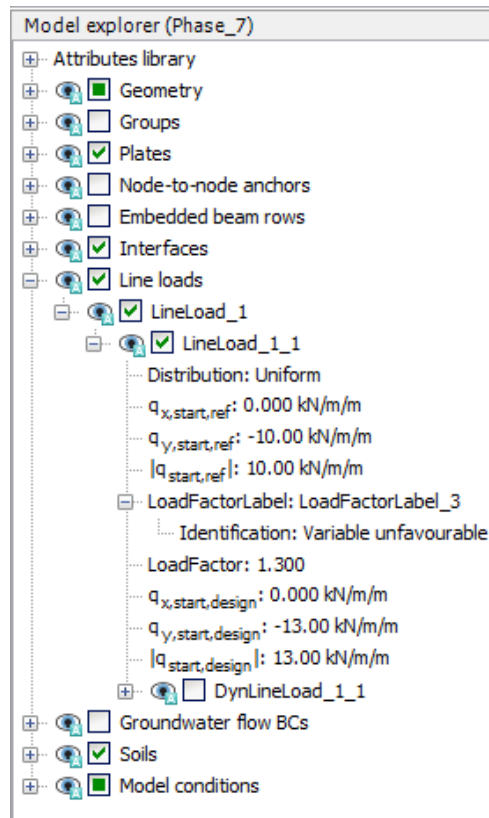 Model explorer (Phase_7)
Attributes library
Geometry
Groups
Plates
Node-to-node anchors
Embedded beam rows
Interfaces
Line loads
LineLoad_1
LineLoad_1_1
Distribution: Uniform
qx,start,ref: 0.000 kN/m/m
qy,start,ref: -10.00 kN/m/m
|qstart,ref|: 10.00 kN/m/m
LoadFactorLabel: LoadFactorLabel_3
Identification: Variable unfavourable
LoadFactor: 1.300
qx,start,design: 0.000 kN/m/m
qy,start,design: -13.00 kN/m/m
|qstart,design|: 13.00 kN/m/m
DynLineLoad_1_1
Groundwater flow BCs
Soils
Model conditions